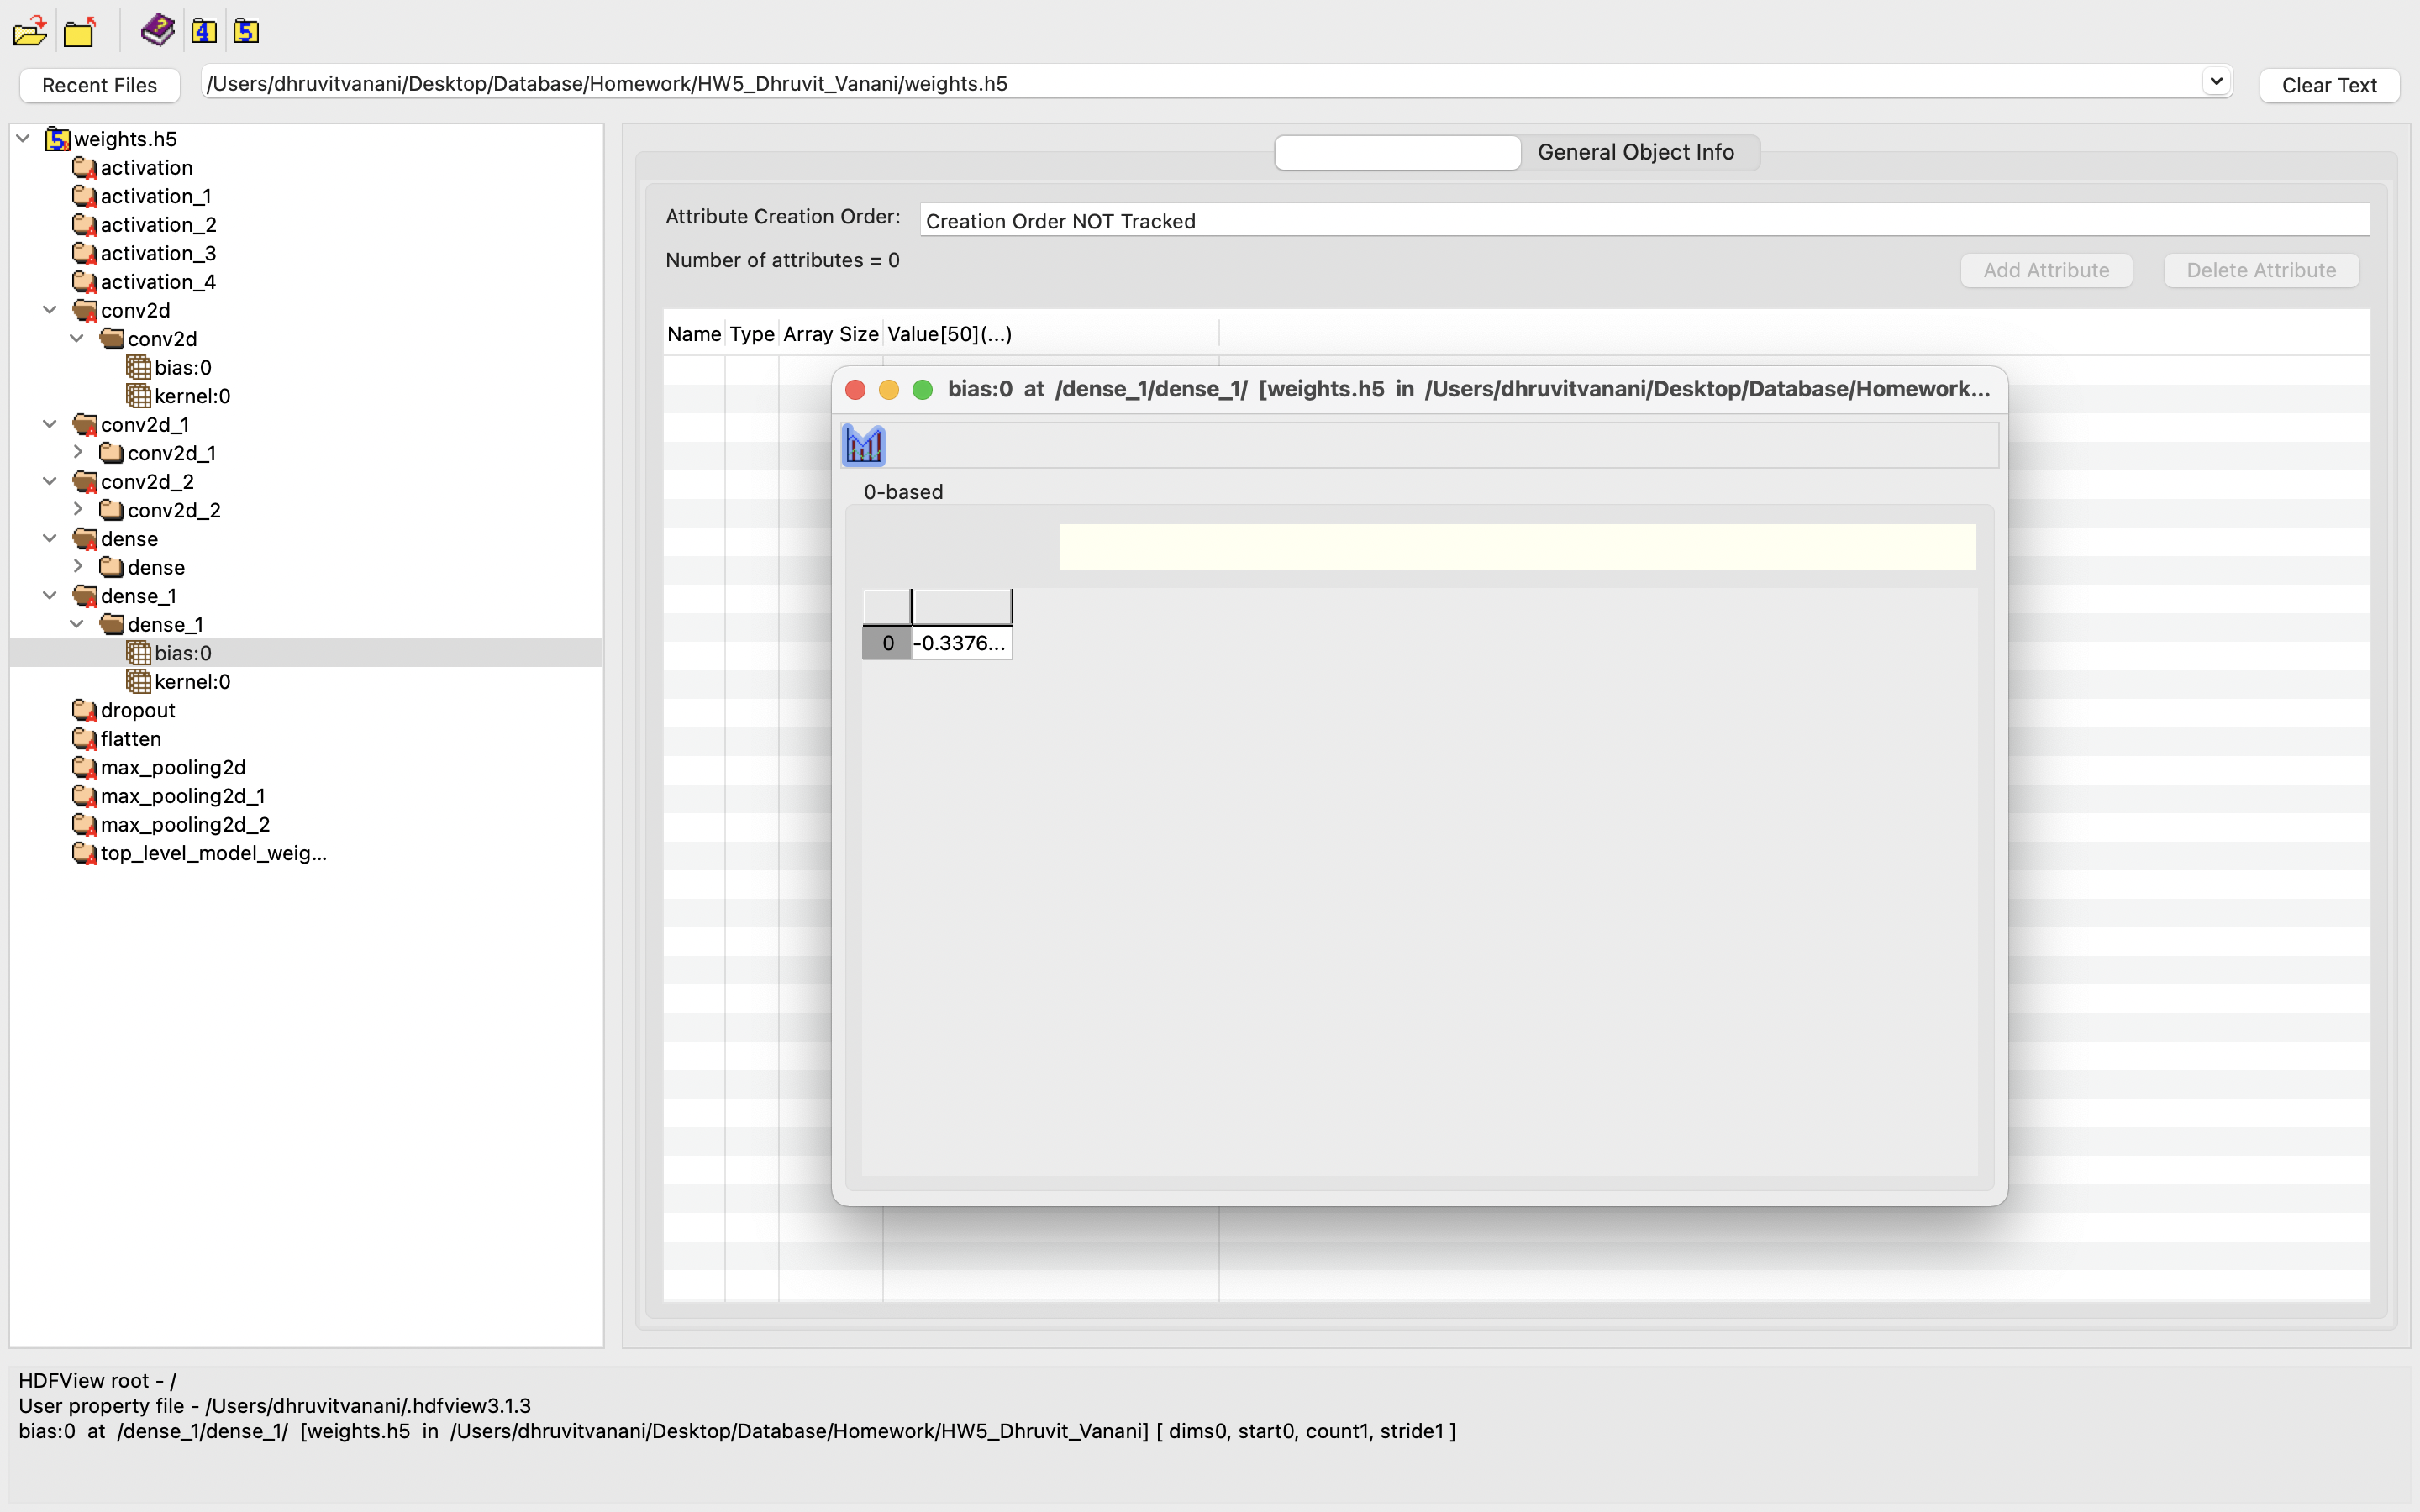 Recent Files
/Users/dhruvitvanani/Desktop/Database/Homework/HW5_Dhruvit_Vanani/weights.h5
Clear Text
weights.h5
activation
activation_1
activation_2
activation_3
activation_4
conv2d
conv2d
bias:0
kernel:0
conv2d_1
conv2d_1
conv2d_2
conv2d_2
dense
dense
dense_1
dense_1
bias:0
kernel:0
dropout
flatten
max_pooling2d
max_pooling2d_1
max_pooling2d_2
top_level_model_weig...
General Object Info
Attribute Creation Order: Creation Order NOT Tracked
Number of attributes = 0
Add Attribute Delete Attribute
Name Type Array Size Value[50](...)
bias:0 at /dense_1/dense_1/ [weights.h5 in /Users/dhruvitvanani/Desktop/Database/Homework...
0-based
0 -0.3376...
HDFView root - /
User property file - /Users/dhruvitvanani/.hdfview3.1.3
bias:0 at /dense_1/dense_1/ [weights.h5 in /Users/dhruvitvanani/Desktop/Database/Homework/HW5_Dhruvit_Vanani] [ dims0, start0, count1, stride1 ]